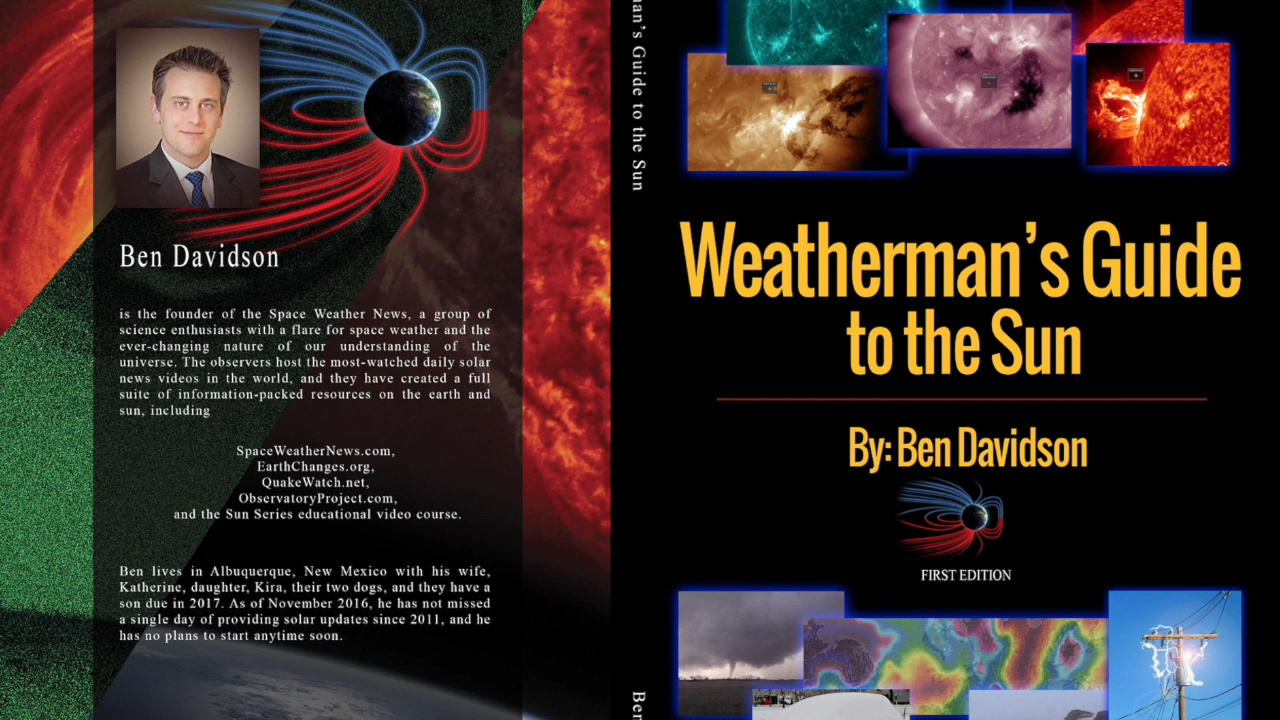 Ben Davidson
is the founder of the Space Weather News, a group of
science enthusiasts with a flare for space weather and the
ever-changing nature of our understanding of the
universe. The observers host the most-watched daily solar
news videos in the world, and they have created a full
suite of information-packed resources on the earth and
sun, including
SpaceWeatherNews.com,
EarthChanges.org,
QuakeWatch.net,
ObservatoryProject.com,
and the Sun Series educational video course.
Ben lives in Albuquerque, New Mexico with his wife,
Katherine, daughter, Kira, their two dogs, and they have a
son due in 2017. As of November 2016, he has not missed
a single day of providing solar updates since 2011, and he
has no plans to start anytime soon.
man's Guide to the Sun
Ben
Weatherman's Guide
to the Sun
By: Ben Davidson
FIRST EDITION